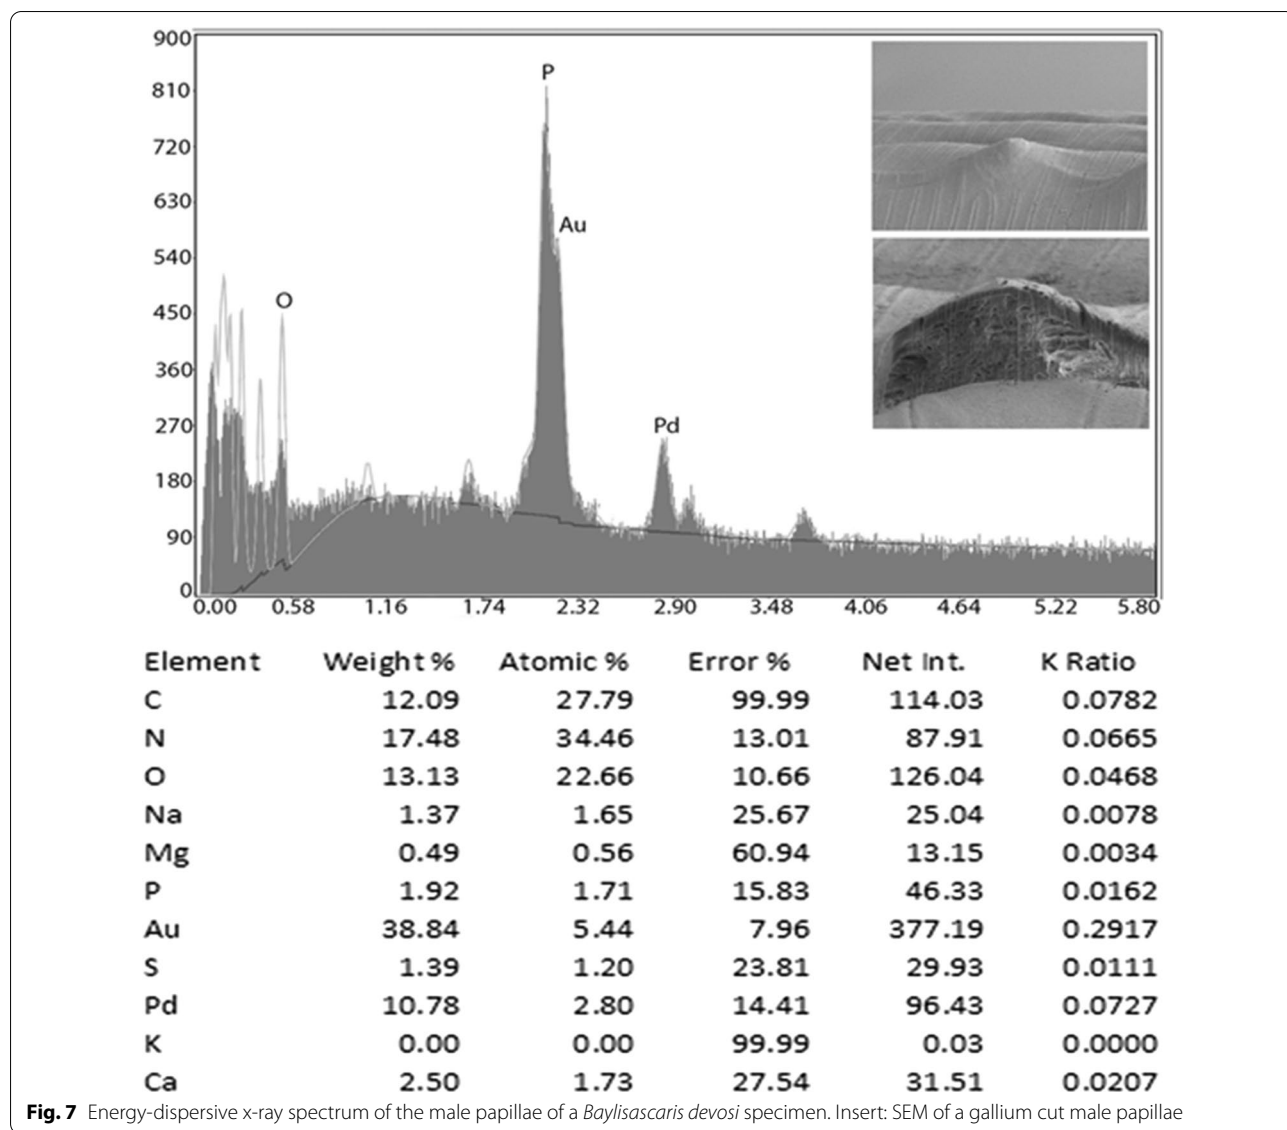 900
P
810
720
630
Au
540
450
O
360
270
Pd
180
90
0
0.00 0.58 1.16 1.74 2.32 2.90 3.48 4.06 4.64 5.22 5.80
Element Weight % Atomic % Error % Net Int. K Ratio
C 12.09 27.79 99.99 114.03 0.0782
N 17.48 34.46 13.01 87.91 0.0665
O 13.13 22.66 10.66 126.04 0.0468
Na 1.37 1.65 25.67 25.04 0.0078
Mg 0.49 0.56 60.94 13.15 0.0034
P 1.92 1.71 15.83 46.33 0.0162
Au 38.84 5.44 7.96 377.19 0.2917
S 1.39 1.20 23.81 29.93 0.0111
Pd 10.78 2.80 14.41 96.43 0.0727
K 0.00 0.00 99.99 0.03 0.0000
Ca 2.50 1.73 27.54 31.51 0.0207
Fig. 7 Energy-dispersive x-ray spectrum of the male papillae of a Baylisascaris devosi specimen. Insert: SEM of a gallium cut male papillae